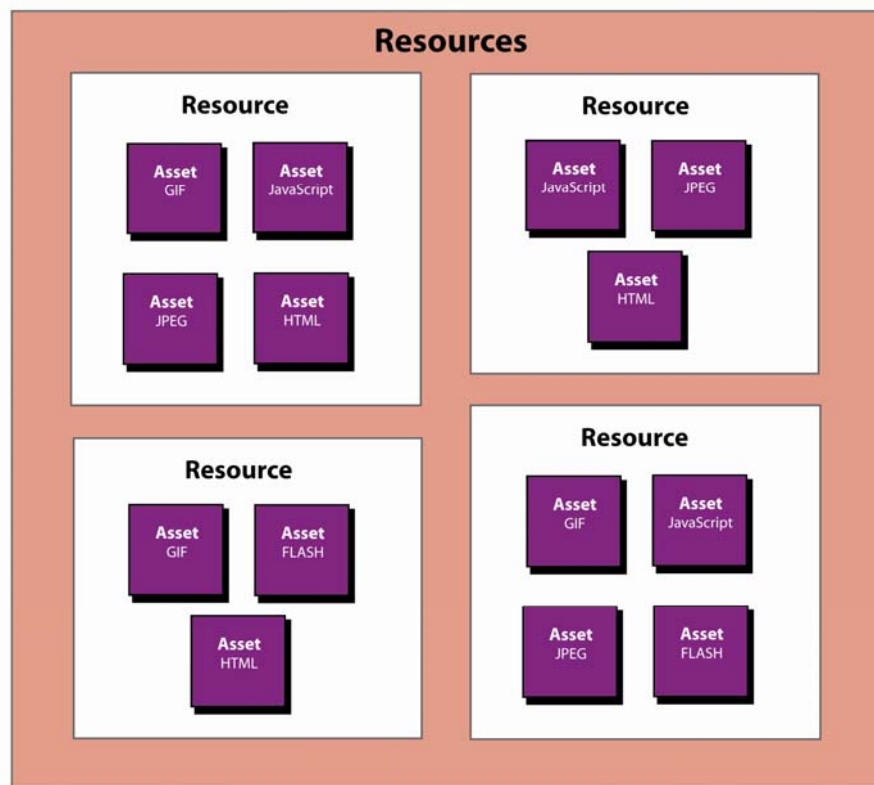 Resources
Resource
Asset
GIF
Asset
JavaScript
Asset
JPEG
Asset
HTML
Resource
Asset
JavaScript
Asset
JPEG
Asset
HTML
Resource
Asset
GIF
Asset
FLASH
Asset
HTML
Resource
Asset
GIF
Asset
JavaScript
Asset
JPEG
Asset
FLASH